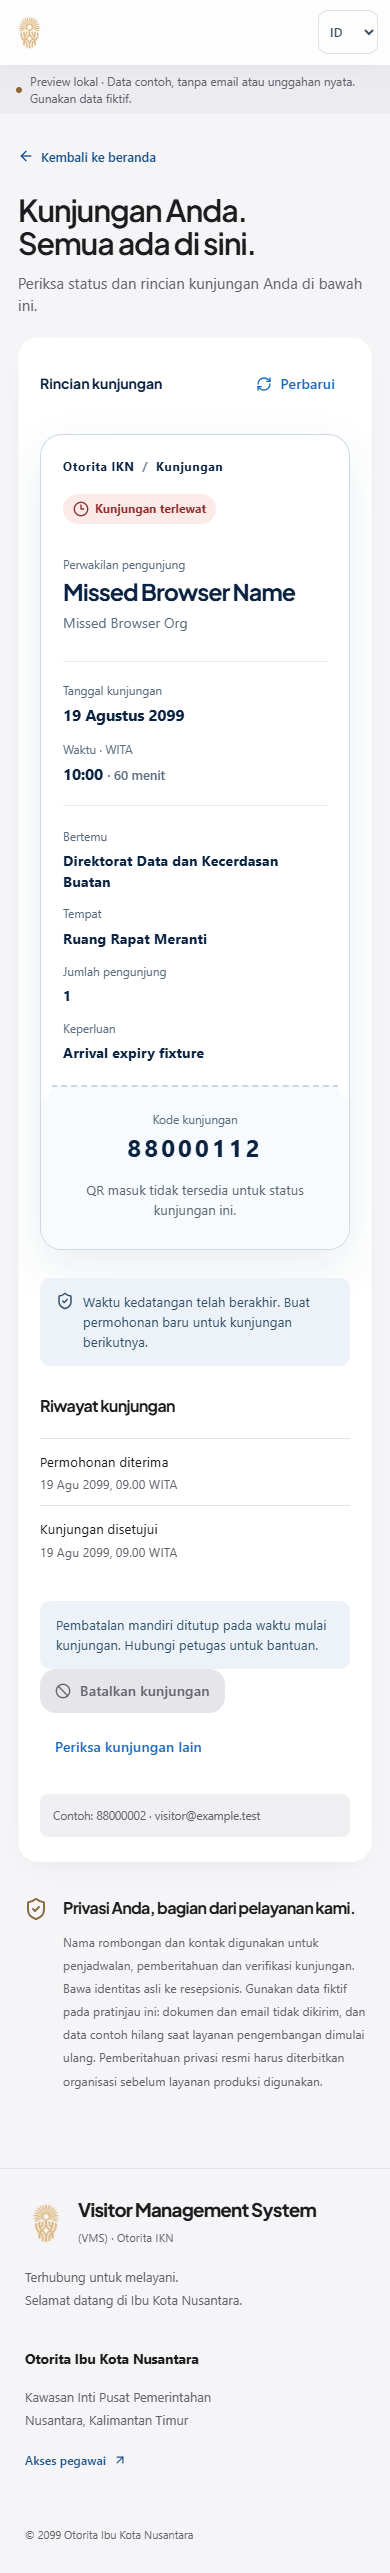 ID
Preview lokal · Data contoh, tanpa email atau unggahan nyata.
Gunakan data fiktif.
Kembali ke beranda
Kunjungan Anda.
Semua ada di sini.
Periksa status dan rincian kunjungan Anda di bawah
ini.
Rincian kunjungan
Perbarui
Otorita IKN / Kunjungan
Kunjungan terlewat
Perwakilan pengunjung
Missed Browser Name
Missed Browser Org
Tanggal kunjungan
19 Agustus 2099
Waktu · WITA
10:00 · 60 menit
Bertemu
Direktorat Data dan Kecerdasan
Buatan
Tempat
Ruang Rapat Meranti
Jumlah pengunjung
1
Keperluan
Arrival expiry fixture
Kode kunjungan
88000112
QR masuk tidak tersedia untuk status
kunjungan ini.
Waktu kedatangan telah berakhir. Buat
permohonan baru untuk kunjungan
berikutnya.
Riwayat kunjungan
Permohonan diterima
19 Agu 2099, 09.00 WITA
Kunjungan disetujui
19 Agu 2099, 09.00 WITA
Pembatalan mandiri ditutup pada waktu mulai
kunjungan. Hubungi petugas untuk bantuan.
Batalkan kunjungan
Periksa kunjungan lain
Contoh: 88000002 · visitor@example.test
Privasi Anda, bagian dari pelayanan kami.
Nama rombongan dan kontak digunakan untuk
penjadwalan, pemberitahuan dan verifikasi kunjungan.
Bawa identitas asli ke resepsionis. Gunakan data fiktif
pada pratinjau ini: dokumen dan email tidak dikirim, dan
data contoh hilang saat layanan pengembangan dimulai
ulang. Pemberitahuan privasi resmi harus diterbitkan
organisasi sebelum layanan produksi digunakan.
Visitor Management System
(VMS) · Otorita IKN
Terhubung untuk melayani.
Selamat datang di Ibu Kota Nusantara.
Otorita Ibu Kota Nusantara
Kawasan Inti Pusat Pemerintahan
Nusantara, Kalimantan Timur
Akses pegawai
© 2099 Otorita Ibu Kota Nusantara